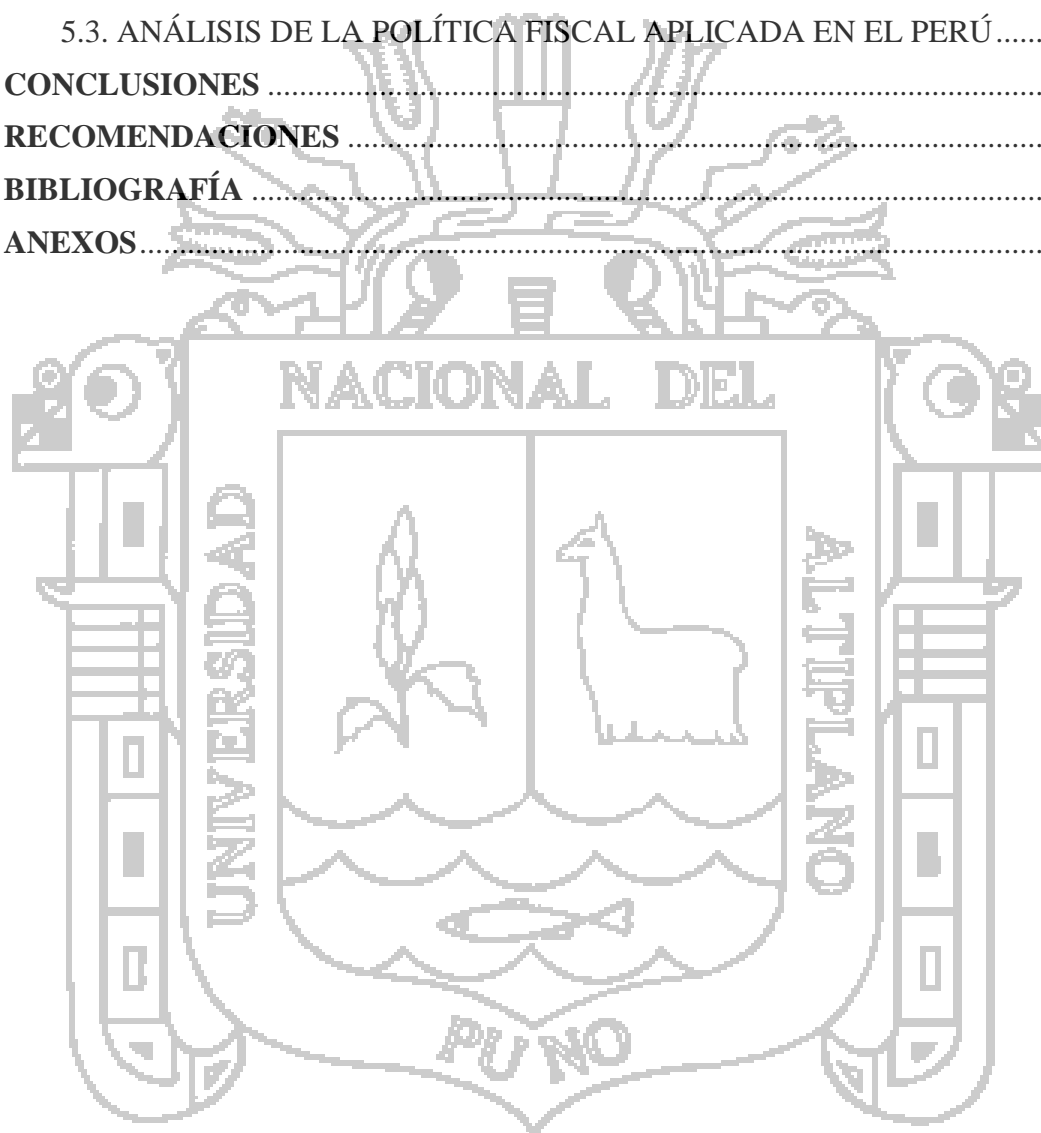 5.3. ANÁLISIS DE LA POLÍTICA FISCAL APLICADA EN EL PERÚ ......
CONCLUSIONES ..........................................................................................................
RECOMENDACIONES ...............................................................................................
BIBLIOGRAFÍA ...........................................................................................................
ANEXOS ........................................................................................................................
NACIONAL DEL
UNIVERSIDAD
ALTIPLANO
PUNO